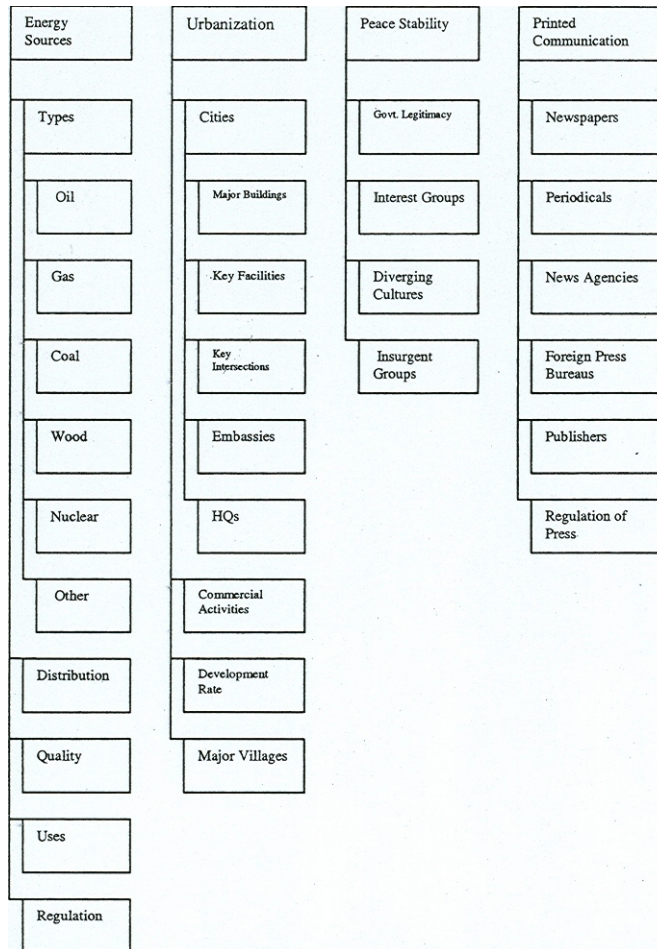 Energy
Sources
Types
Oil
Gas
Coal
Wood
Nuclear
Other
Distribution
Quality
Uses
Regulation
Urbanization
Cities
Major Buildings
Key Facilities
Key
Intersections
Embassies
HQs
Commercial
Activities
Development
Rate
Major Villages
Peace Stability
Govt. Legitimacy
Interest Groups
Diverging
Cultures
Insurgent
Groups
Printed
Communication
Newspapers
Periodicals
News Agencies
Foreign Press
Bureaus
Publishers
Regulation of
Press